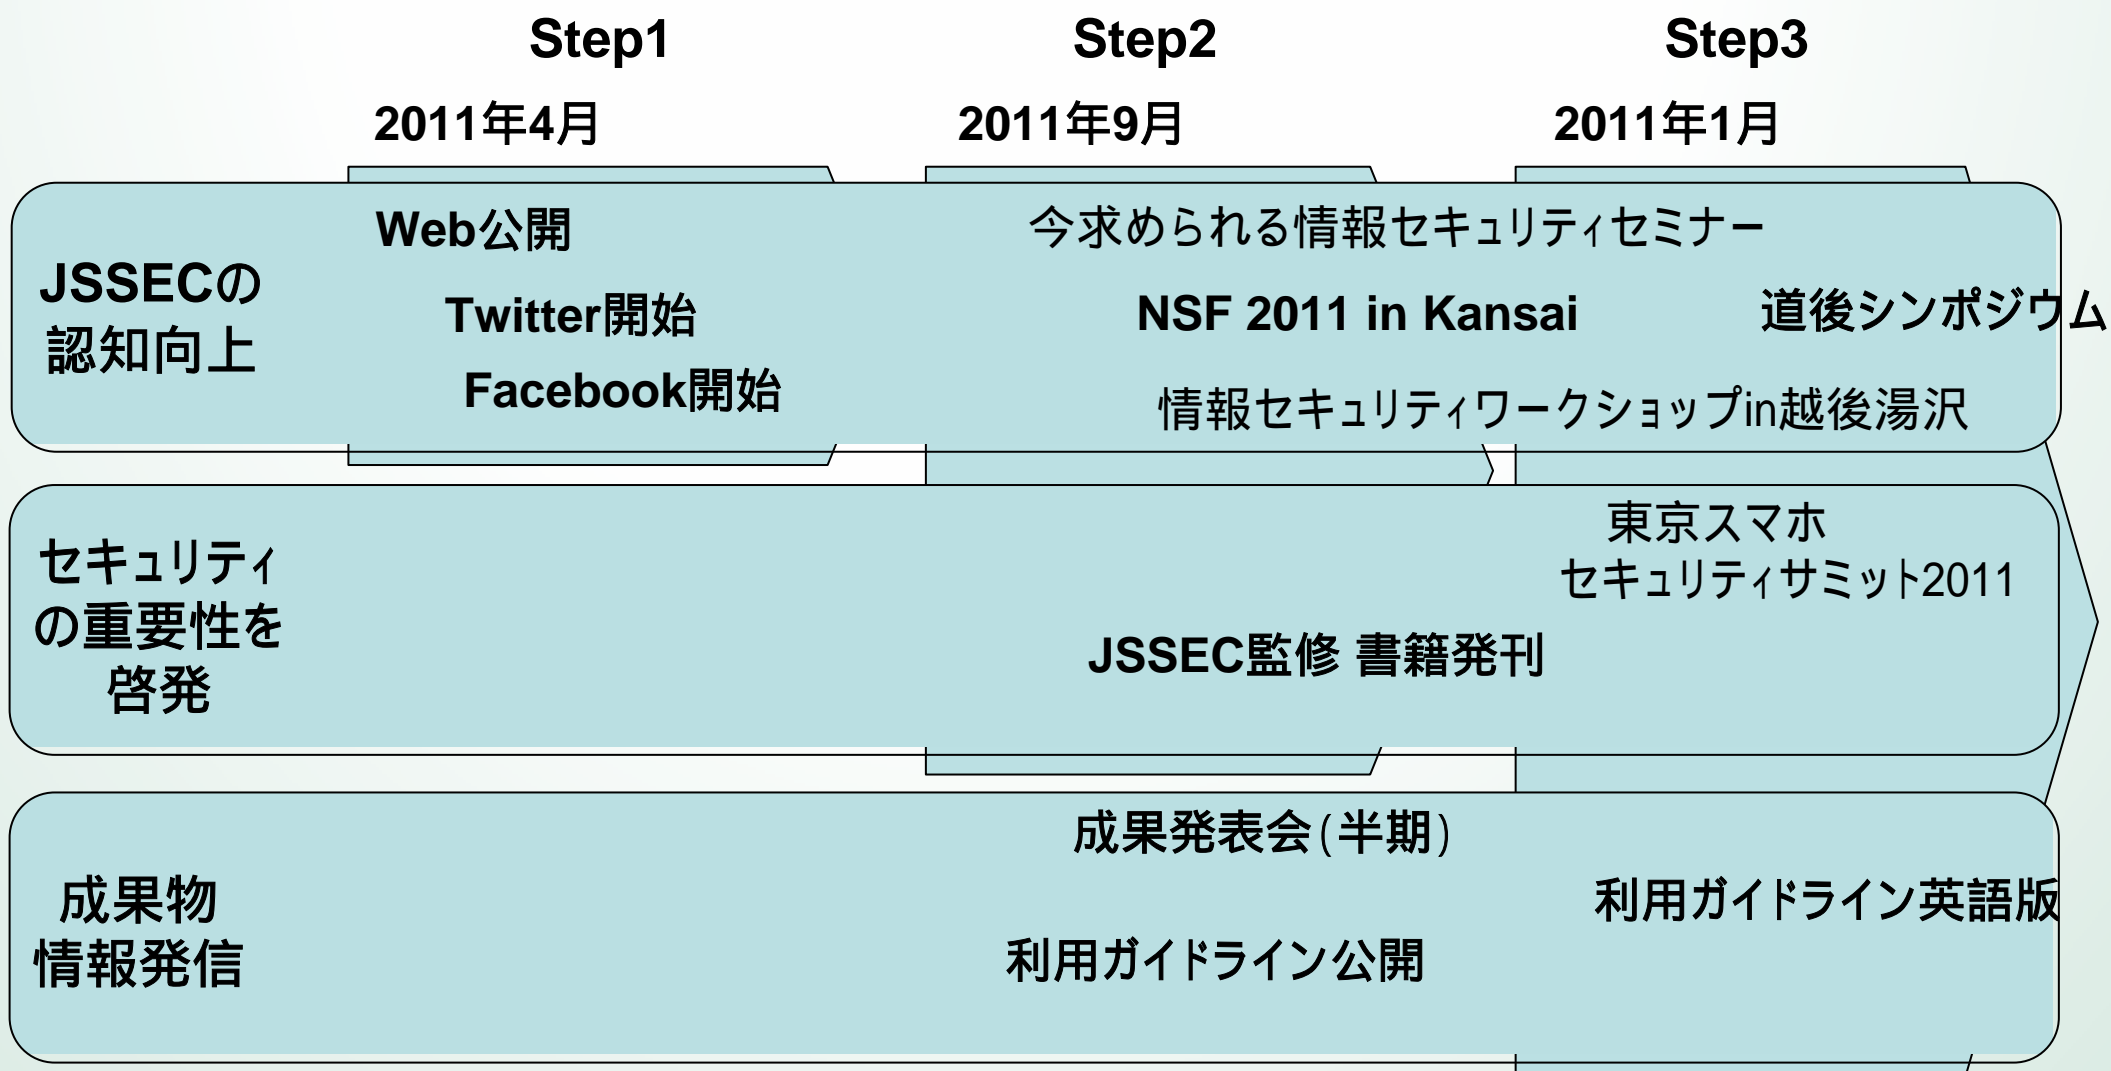 Step1
Step2
Step3
2011年4月
2011年9月
2011年1月
JSSECの
認知向上
Web公開
Twitter開始
Facebook開始
今求められる情報セキュリティセミナー
NSF 2011 in Kansai
道後シンポジウム
情報セキュリティワークショップin越後湯沢
セキュリティ
の重要性を
啓発
東京スマホ
セキュリティサミット2011
JSSEC監修 書籍発刊
成果物
情報発信
成果発表会(半期)
利用ガイドライン英語版
利用ガイドライン公開